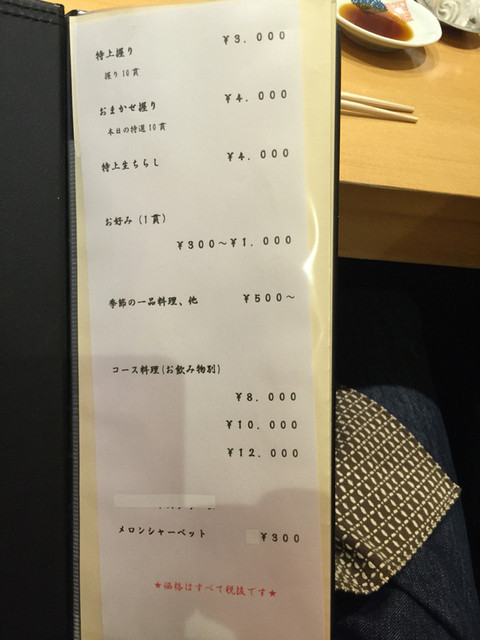 特上握り ￥3.000
握り10貫
おまかせ握り ￥4.000
本日の特選10貫
特上生ちらし ￥4.000
お好み(1貫)
￥300〜￥1.000
季節の一品料理、他 ￥500〜
コース料理(お飲み物別)
￥8.000
￥10.000
￥12.000
メロンシャーベット ￥300
★価格はすべて税抜です★